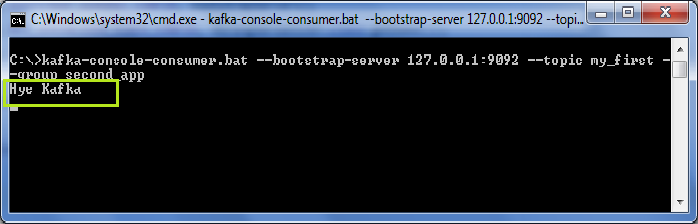 C:\Windows\system32\cmd.exe - kafka-console-consumer.bat --bootstrap-server 127.0.0.1:9092 --topi...
C:\>kafka-console-consumer.bat --bootstrap-server 127.0.0.1:9092 --topic my_first -
-group second_app
Hye Kafka